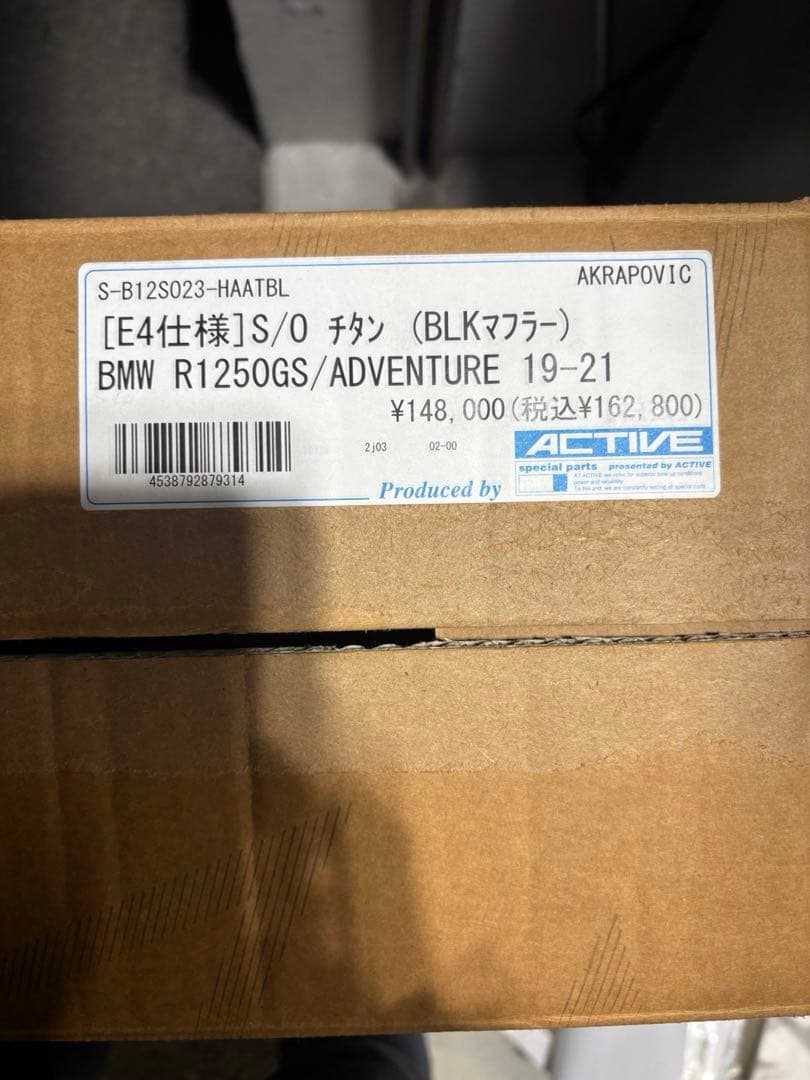 S-B12SO23-HAATBL
AKRAPOVIC
[E4仕様]S/O チタン (BLKマフラー)
BMW R1250GS/ADVENTURE 19-21
¥148,000(税込¥162,800)
2j03 02-00
4538792879314
ACTIVE
special parts presented by ACTIVE
Produced by